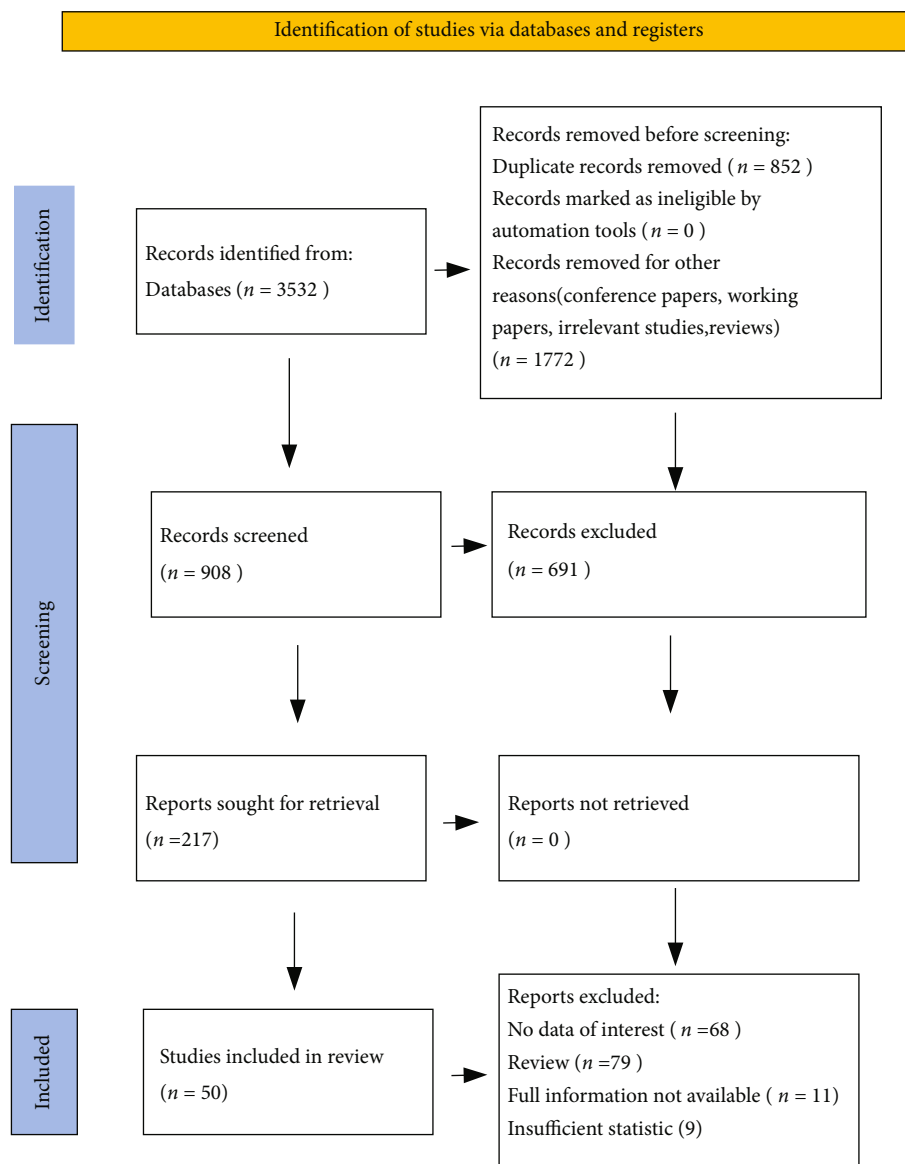 Identification of studies via databases and registers
Identification
Records identified from:
Databases (n = 3532 )
Records removed before screening:
Duplicate records removed ( n = 852 )
Records marked as ineligible by
automation tools ( n = 0 )
Records removed for other
reasons(conference papers, working
papers, irrelevant studies,reviews)
(n = 1772 )
Screening
Records screened
(n = 908 )
Records excluded
(n = 691 )
Reports sought for retrieval
(n =217)
Reports not retrieved
(n = 0 )
Included
Studies included in review
(n = 50)
Reports excluded:
No data of interest ( n =68 )
Review (n =79 )
Full information not available ( n = 11)
Insufficient statistic (9)